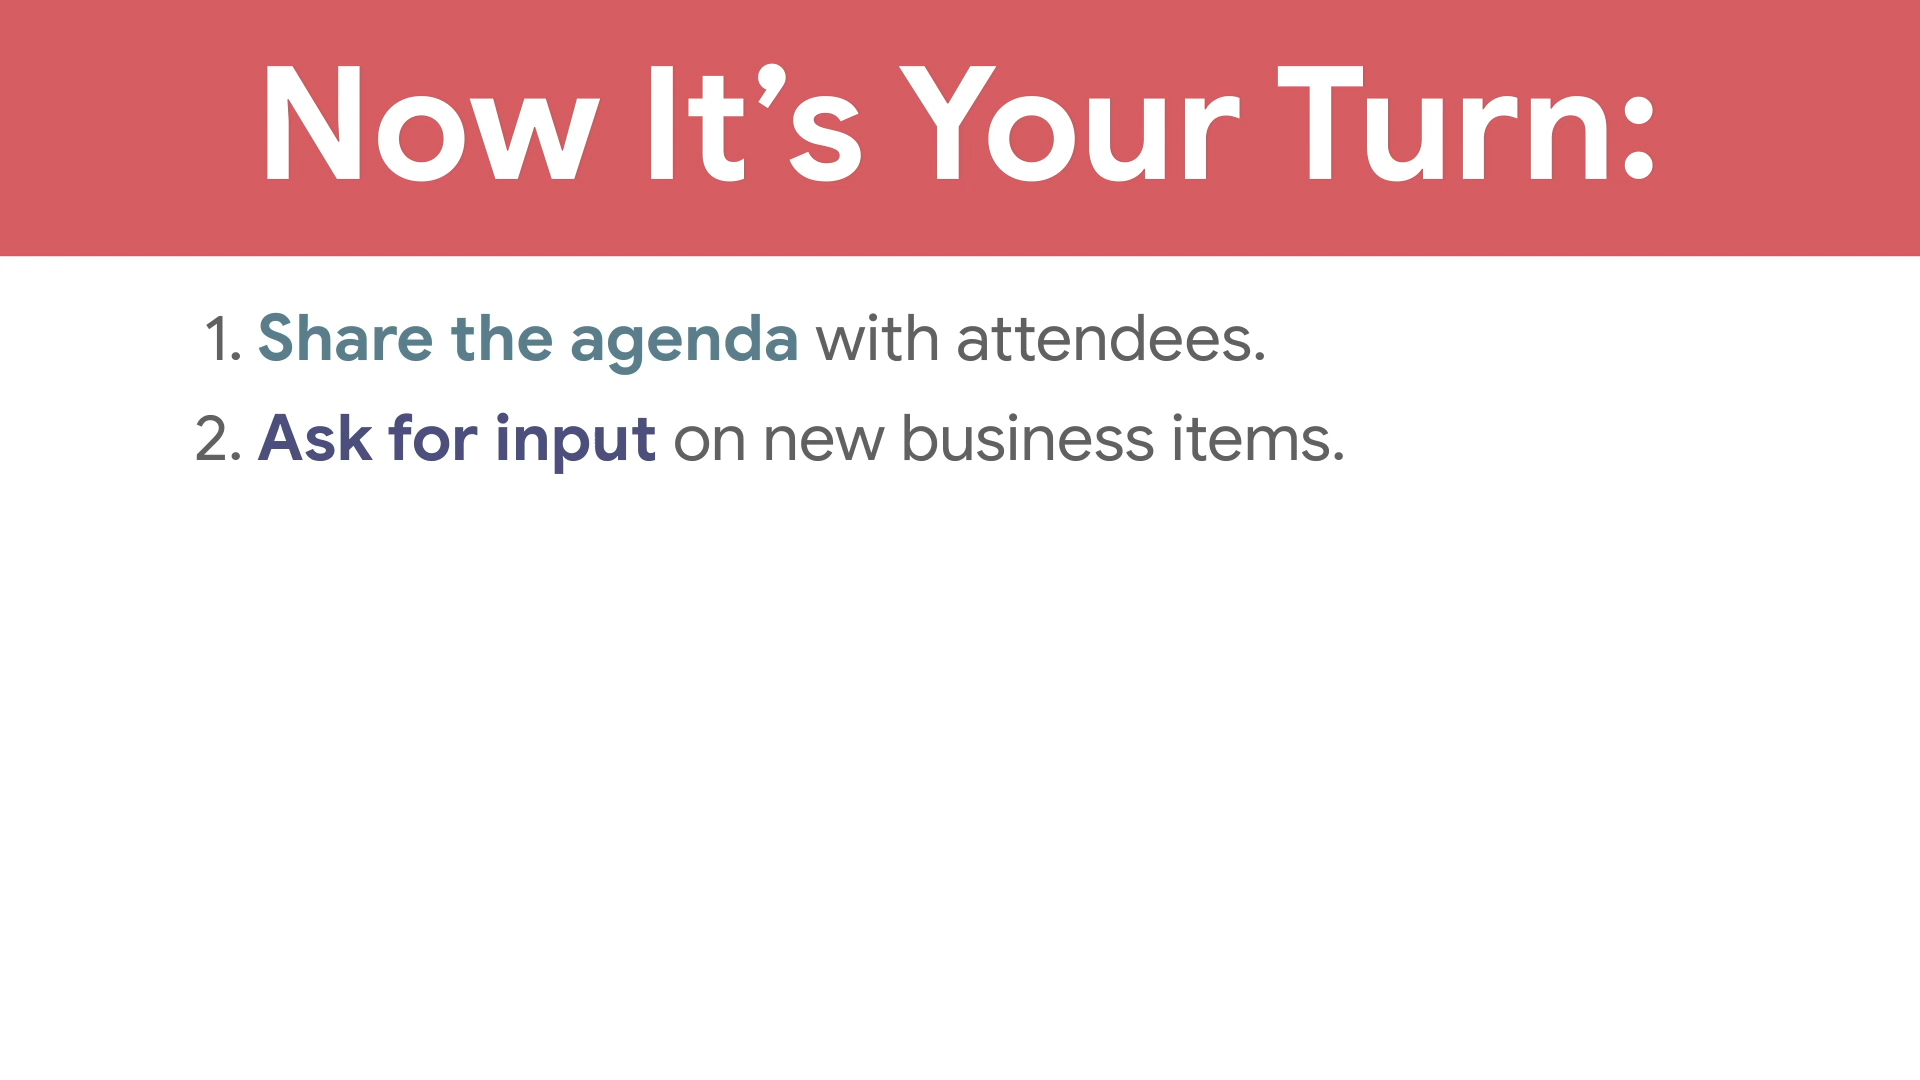 Now It’s Your Turn:
1. Share the agenda with attendees.
2. Ask for input on new business items.